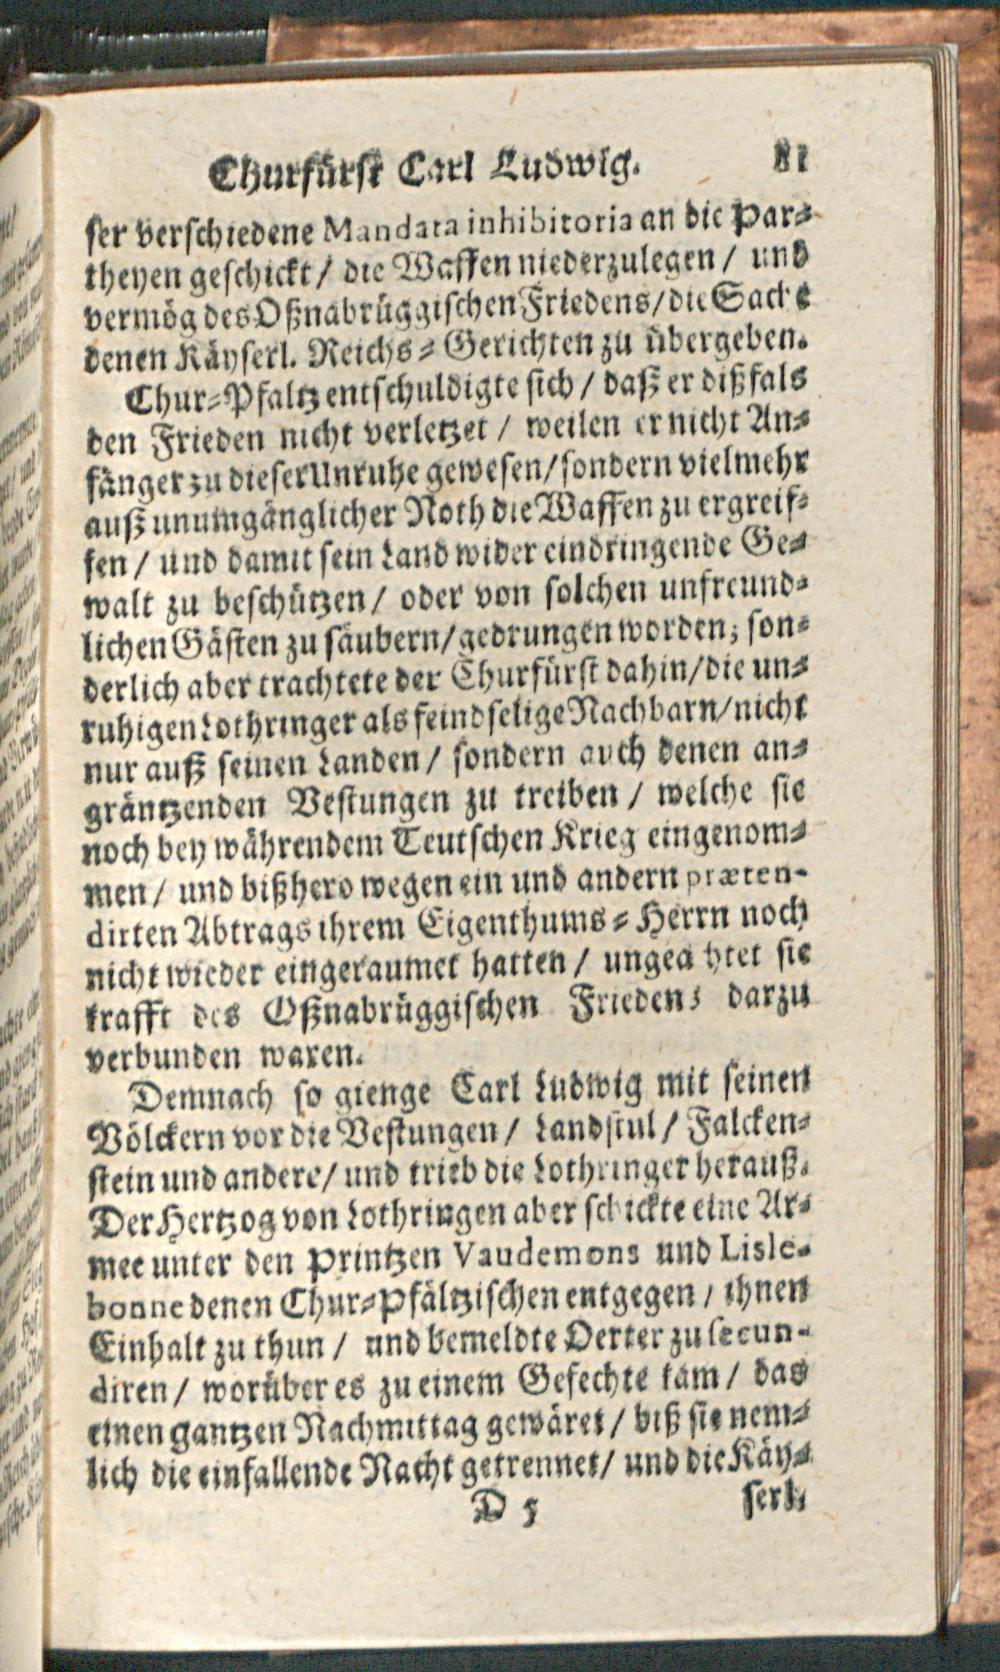 Churfürst Carl Ludwig. 81
ser verschiedene Mandata inhibitoria an die Par-
theyen geschickt / die Waffen niederzulegen / und
vermög des Oßnabrüggischen Friedens / die Sache
denen Käyserl. Reichs-Gerichten zu übergeben.
Chur-Pfaltz entschuldigte sich / daß er dißfals
den Frieden nicht verletzet / weilen er nicht An-
fänger zu dieser Unruhe gewesen / sondern vielmehr
auß unumgänglicher Noth die Waffen zu ergreif-
fen / und damit sein Land wider eindringende Ge-
walt zu beschützen / oder von solchen unfreund-
lichen Gästen zu säubern / gedrungen worden; son-
derlich aber trachtete der Churfürst dahin / die un-
ruhigen Lothringer als feindselige Nachbarn / nicht
nur auß seinen Landen / sondern auch denen an-
gräntzenden Vestungen zu treiben / welche sie
noch bey währendem Teutschen Krieg eingenom-
men / und bißhero wegen ein und andern præten-
dirten Abtrags ihrem Eigenthums-Herrn noch
nicht wieder eingeraumet hatten / ungeachtet sie
krafft des Oßnabrüggischen Friedens darzu
verbunden waren.
Demnach so gienge Carl Ludwig mit seinen
Völckern vor die Vestungen / Landstul / Falcken-
stein und andere / und trieb die Lothringer herauß.
Der Hertzog von Lothringen aber schickte eine Ar-
mee unter den Printzen Vaudemons und Lisle-
bonne denen Chur-Pfältzischen entgegen / ihnen
Einhalt zu thun / und bemeldte Oerter zu secun-
diren / worüber es zu einem Gefechte kam / das
einen gantzen Nachmittag gewäret / biß sie nem-
lich die einfallende Nacht getrennet / und die Käy-
D 5 serl.